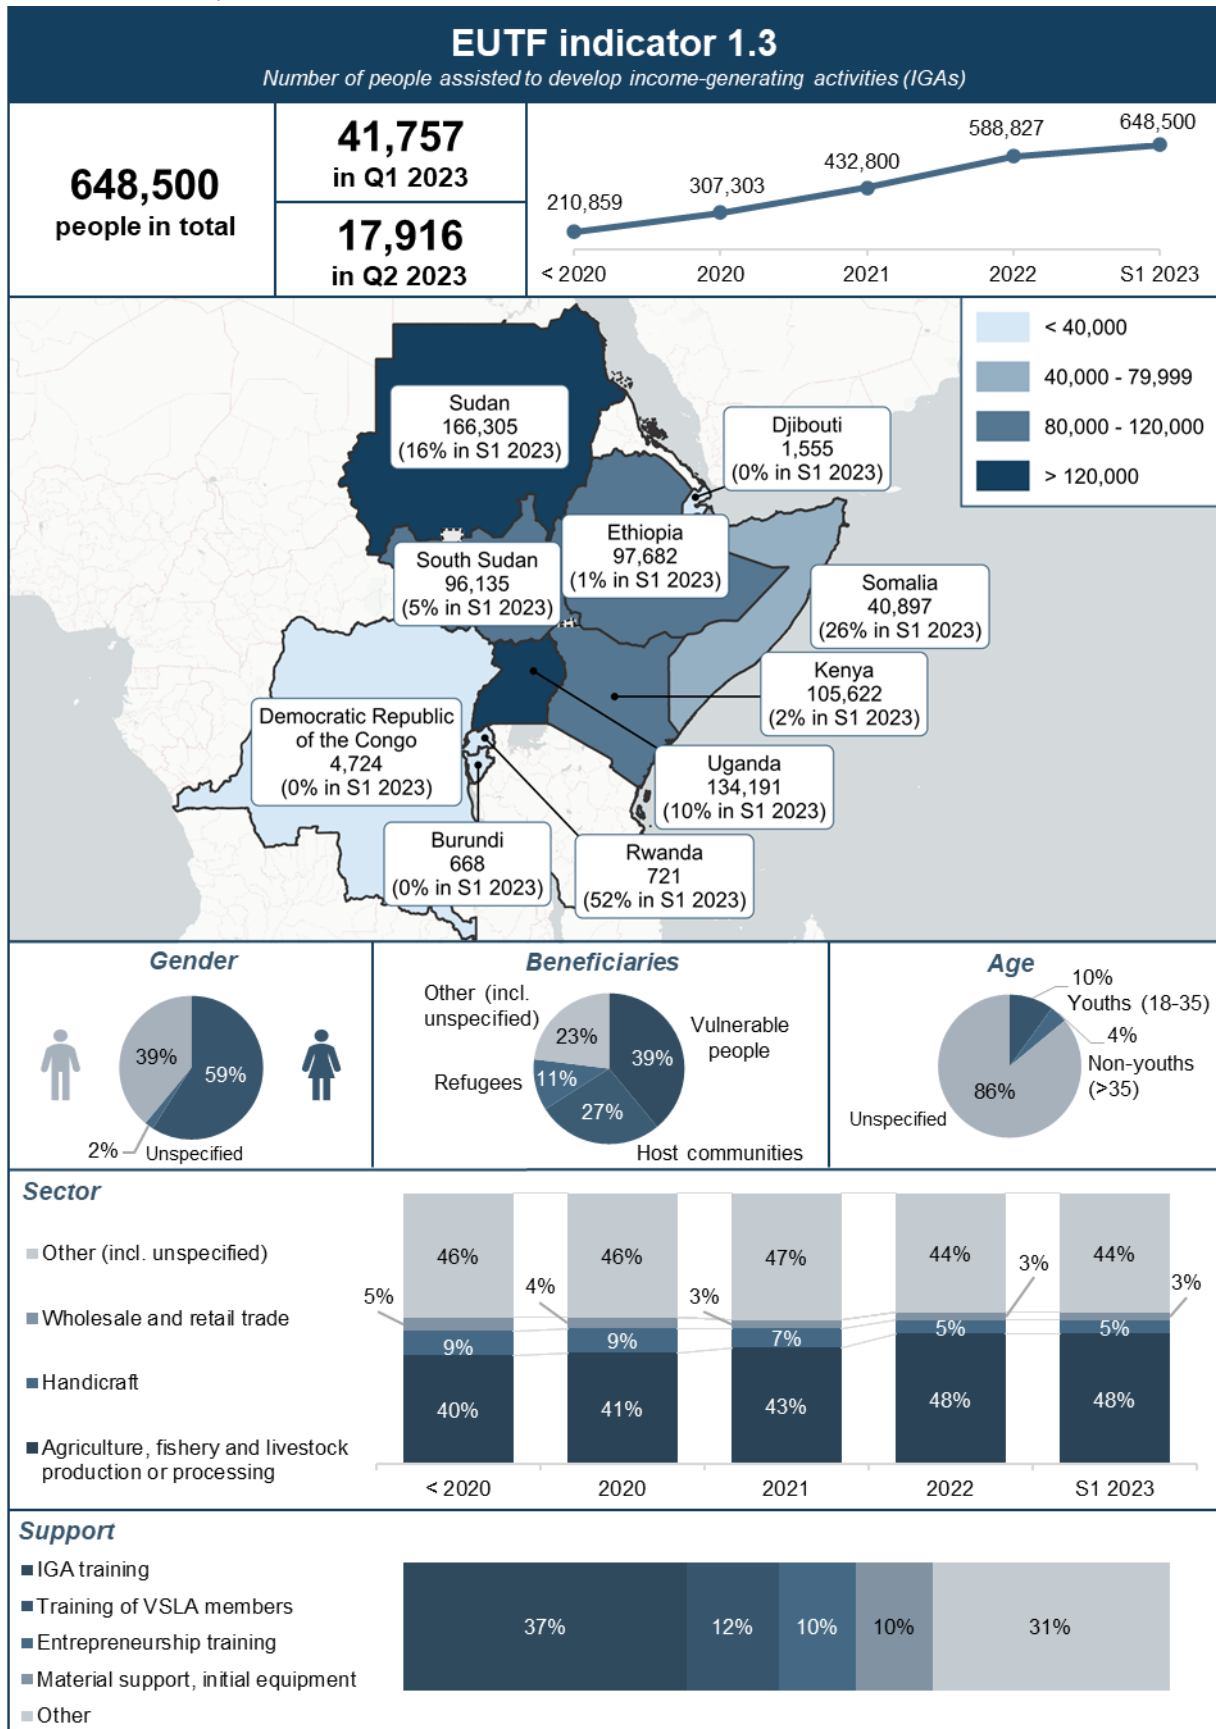 EUTF indicator 1.3
Number of people assisted to develop income-generating activities (IGAs)
648,500
people in total
41,757
in Q1 2023
17,916
in Q2 2023
210,859
307,303
432,800
588,827
648,500
< 2020
2020
2021
2022
S1 2023
< 40,000
40,000 - 79,999
80,000 - 120,000
> 120,000
Sudan
166,305
(16% in S1 2023)
Djibouti
1,555
(0% in S1 2023)
Ethiopia
97,682
(1% in S1 2023)
South Sudan
96,135
(5% in S1 2023)
Somalia
40,897
(26% in S1 2023)
Kenya
105,622
(2% in S1 2023)
Democratic Republic
of the Congo
4,724
(0% in S1 2023)
Uganda
134,191
(10% in S1 2023)
Burundi
668
(0% in S1 2023)
Rwanda
721
(52% in S1 2023)
Gender
39%
59%
2%
Unspecified
Beneficiaries
Other (incl.
unspecified)
23%
Vulnerable
people
39%
Refugees
11%
27%
Host communities
Age
10%
Youths (18-35)
4%
Non-youths
(>35)
86%
Unspecified
Sector
Other (incl. unspecified)
Wholesale and retail trade
Handicraft
Agriculture, fishery and livestock
production or processing
46%
46%
47%
44%
44%
5%
4%
3%
3%
3%
9%
9%
7%
5%
5%
40%
41%
43%
48%
48%
< 2020
2020
2021
2022
S1 2023
Support
IGA training
Training of VSLA members
Entrepreneurship training
Material support, initial equipment
Other
37%
12%
10%
10%
31%